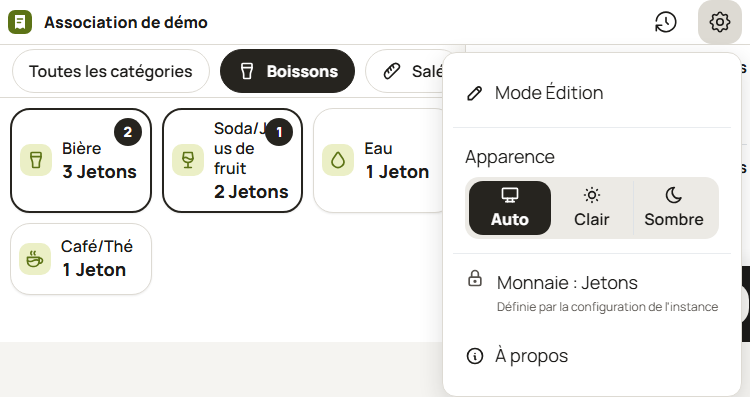 Association de démo
Toutes les catégories
Boissons
Salé
Mode Édition
Apparence
Auto
Clair
Sombre
Monnaie : Jetons
Définie par la configuration de l'instance
À propos
Bière
2
3 Jetons
Soda/J
1
us de
fruit
2 Jetons
Eau
1 Jeton
Café/Thé
1 Jeton